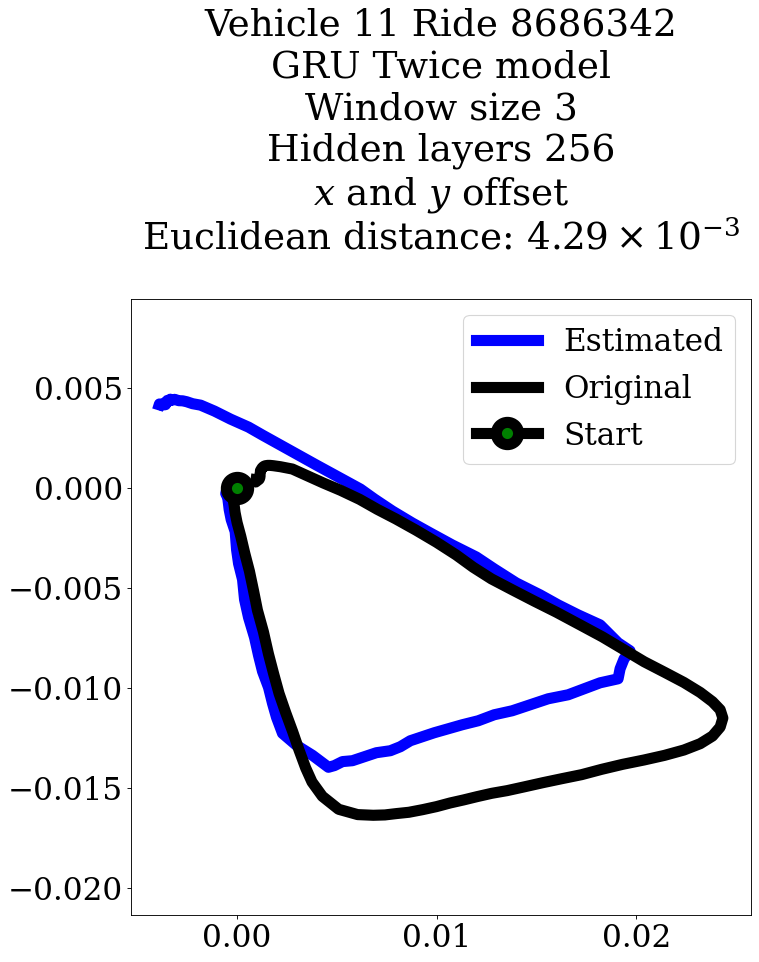 Vehicle 11 Ride 8686342
GRU Twice model
Window size 3
Hidden layers 256
x and y offset
Euclidean distance: 4.29 × 10⁻³
Estimated
Original
Start
0.005
0.000
−0.005
−0.010
−0.015
−0.020
0.00 0.01 0.02